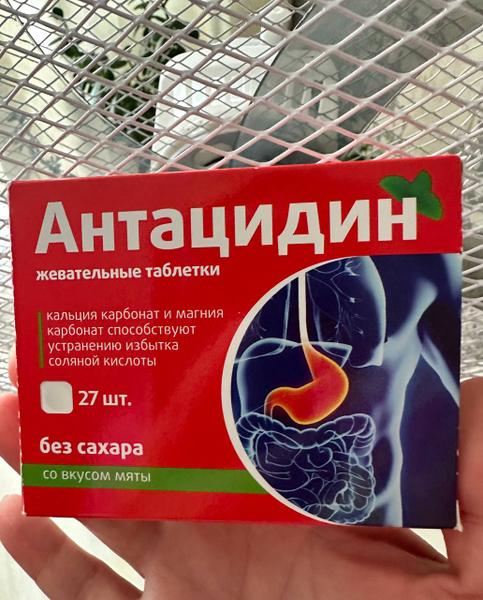 Антацидин
жевательные таблетки
кальция карбонат и магния
карбонат способствуют
устранению избытка
соляной кислоты
27 шт.
без сахара
со вкусом мяты